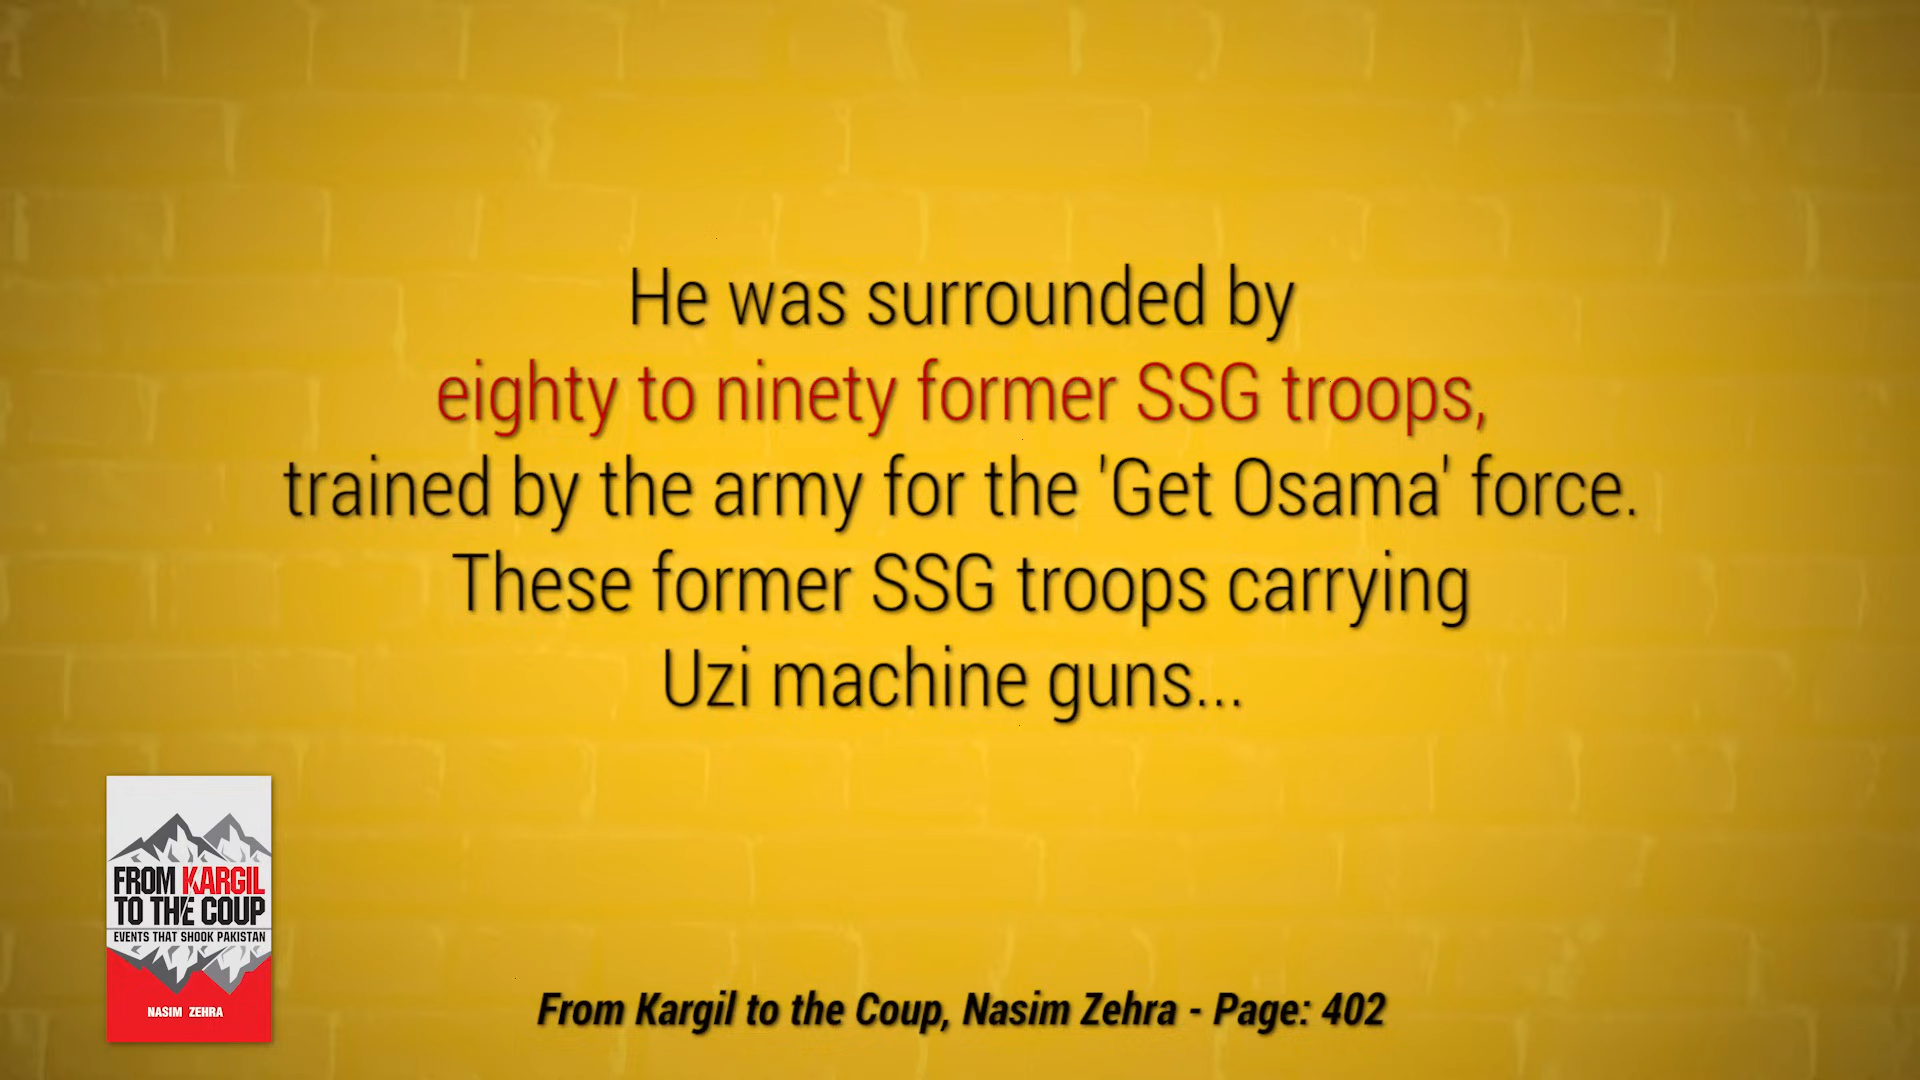 He was surrounded by
eighty to ninety former SSG troops,
trained by the army for the 'Get Osama' force.
These former SSG troops carrying
Uzi machine guns...
FROM KARGIL
TO THE COUP
EVENTS THAT SHOOK PAKISTAN
NASIM ZEHRA
From Kargil to the Coup, Nasim Zehra - Page: 402